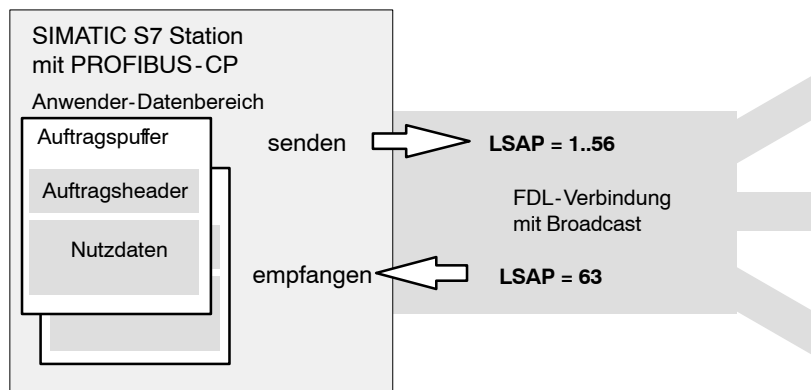 SIMATIC S7 Station
mit PROFIBUS-CP
Anwender-Datenbereich
Auftragspuffer
Auftragsheader
Nutzdaten
senden
LSAP = 1..56
FDL-Verbindung
mit Broadcast
empfangen
LSAP = 63